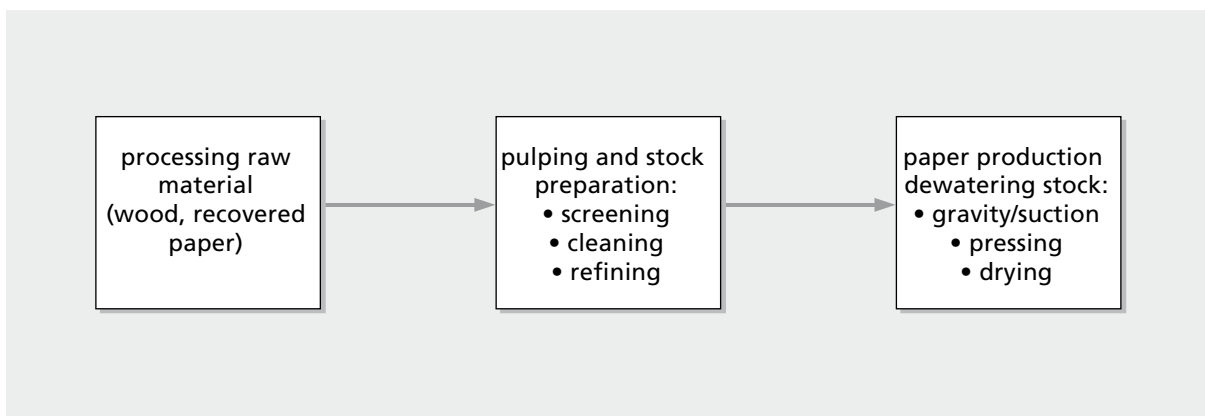 processing raw
material
(wood, recovered
paper)
pulping and stock
preparation:
• screening
• cleaning
• refining
paper production
dewatering stock:
• gravity/suction
• pressing
• drying